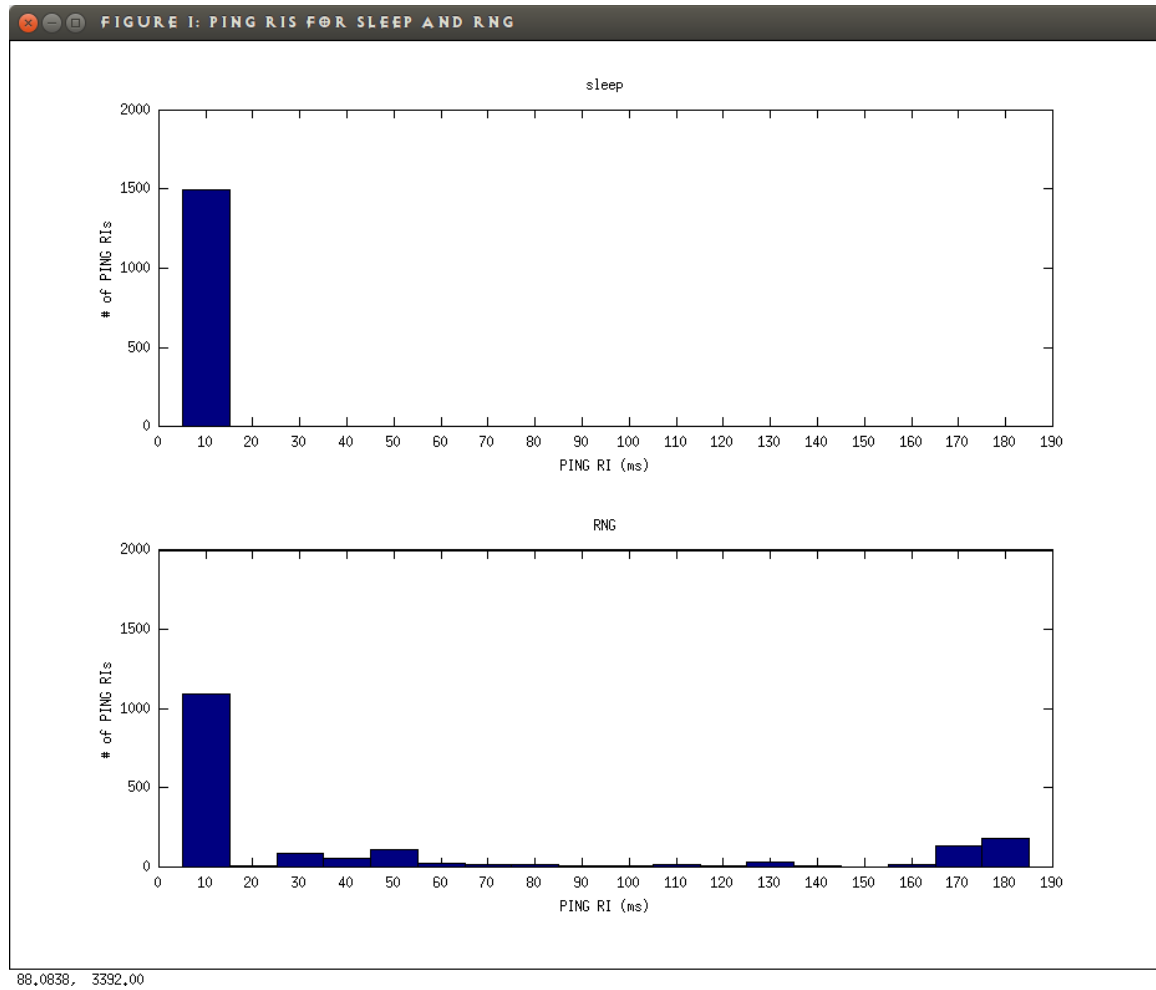 FIGURE 1: PING RIS FOR SLEEP AND RNG
sleep
2000
1500
1000
500
0
# of PING RIs
0 10 20 30 40 50 60 70 80 90 100 110 120 130 140 150 160 170 180 190
PING RI (ms)
RNG
2000
1500
1000
500
0
# of PING RIs
0 10 20 30 40 50 60 70 80 90 100 110 120 130 140 150 160 170 180 190
PING RI (ms)
88.0838, 3392.00